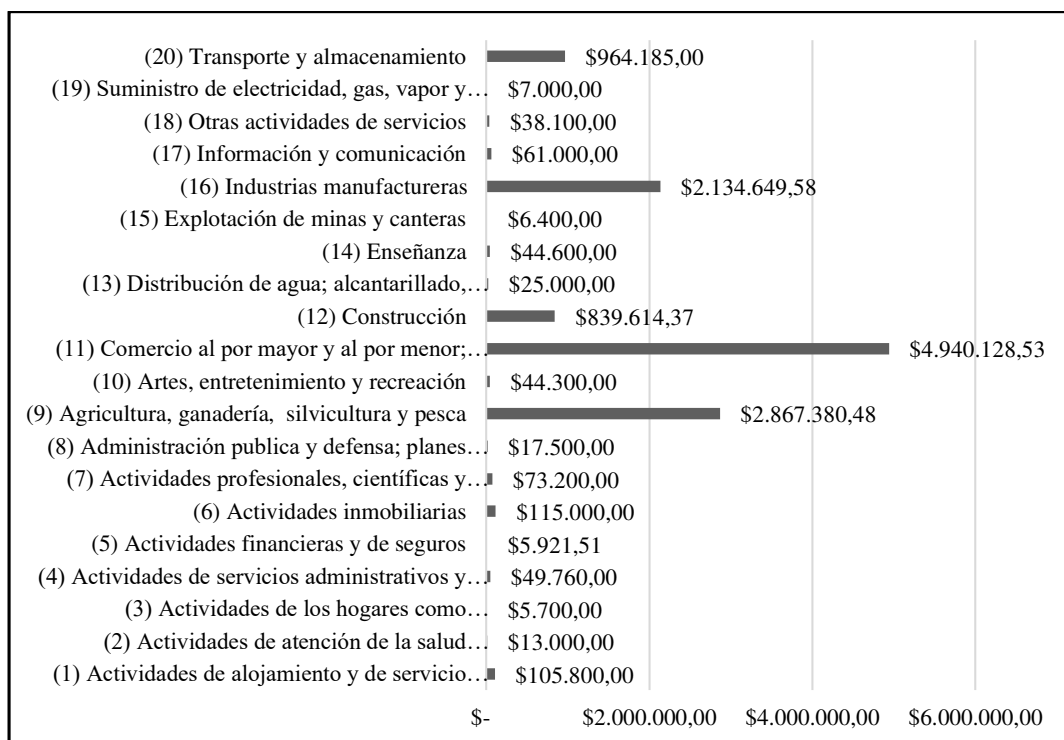 (20) Transporte y almacenamiento $964.185,00
(19) Suministro de electricidad, gas, vapor y… $7.000,00
(18) Otras actividades de servicios $38.100,00
(17) Información y comunicación $61.000,00
(16) Industrias manufactureras $2.134.649,58
(15) Explotación de minas y canteras $6.400,00
(14) Enseñanza $44.600,00
(13) Distribución de agua; alcantarillado,… $25.000,00
(12) Construcción $839.614,37
(11) Comercio al por mayor y al por menor;… $4.940.128,53
(10) Artes, entretenimiento y recreación $44.300,00
(9) Agricultura, ganadería, silvicultura y pesca $2.867.380,48
(8) Administración publica y defensa; planes… $17.500,00
(7) Actividades profesionales, científicas y… $73.200,00
(6) Actividades inmobiliarias $115.000,00
(5) Actividades financieras y de seguros $5.921,51
(4) Actividades de servicios administrativos y… $49.760,00
(3) Actividades de los hogares como… $5.700,00
(2) Actividades de atención de la salud… $13.000,00
(1) Actividades de alojamiento y de servicio… $105.800,00
$- $2.000.000,00 $4.000.000,00 $6.000.000,00